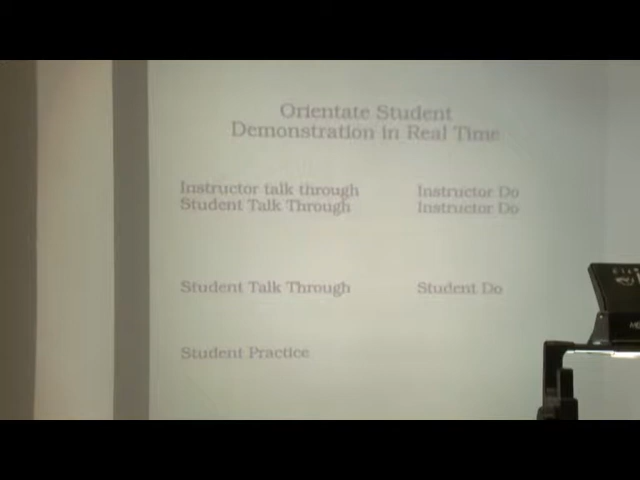 Orientate Student
Demonstration in Real Time
Instructor talk through Instructor Do
Student Talk Through Instructor Do
Student Talk Through Student Do
Student Practice